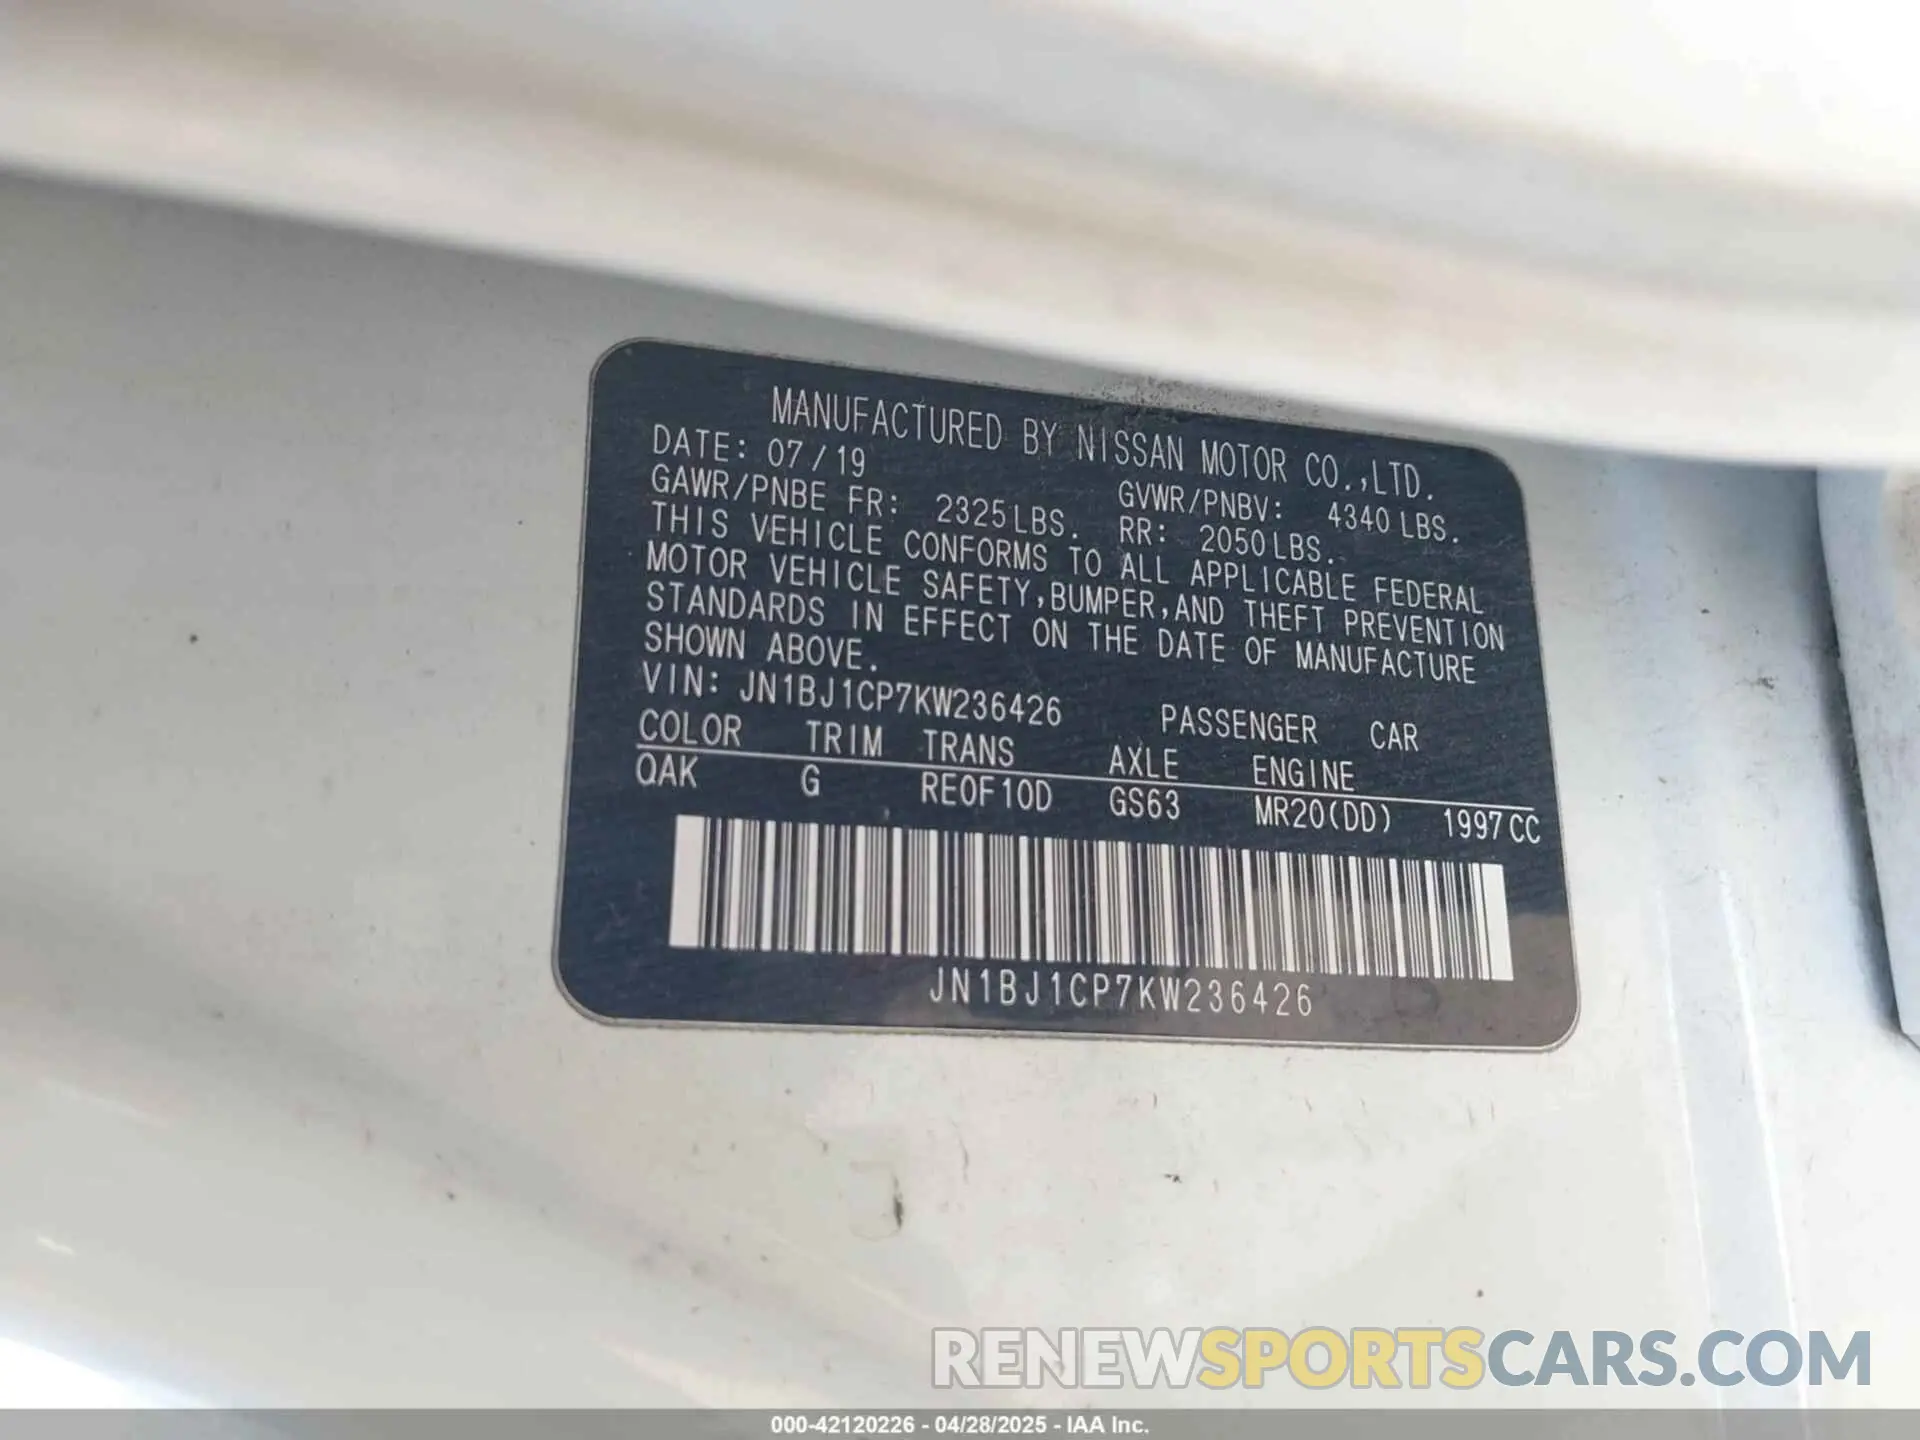 MANUFACTURED BY NISSAN MOTOR CO.,LTD.
DATE: 07/19 GVWR/PNBV: 4340 LBS.
GAWR/PNBE FR: 2325 LBS. RR: 2050 LBS.
THIS VEHICLE CONFORMS TO ALL APPLICABLE FEDERAL
MOTOR VEHICLE SAFETY,BUMPER,AND THEFT PREVENTION
STANDARDS IN EFFECT ON THE DATE OF MANUFACTURE
SHOWN ABOVE.
VIN: JN1BJ1CP7KW236426 PASSENGER CAR
COLOR TRIM TRANS AXLE ENGINE
QAK G RE0F10D GS63 MR20(DD) 1997 CC
JN1BJ1CP7KW236426
RENEWSPORTSCARS.COM
000-42120226 - 04/28/2025 - IAA Inc.